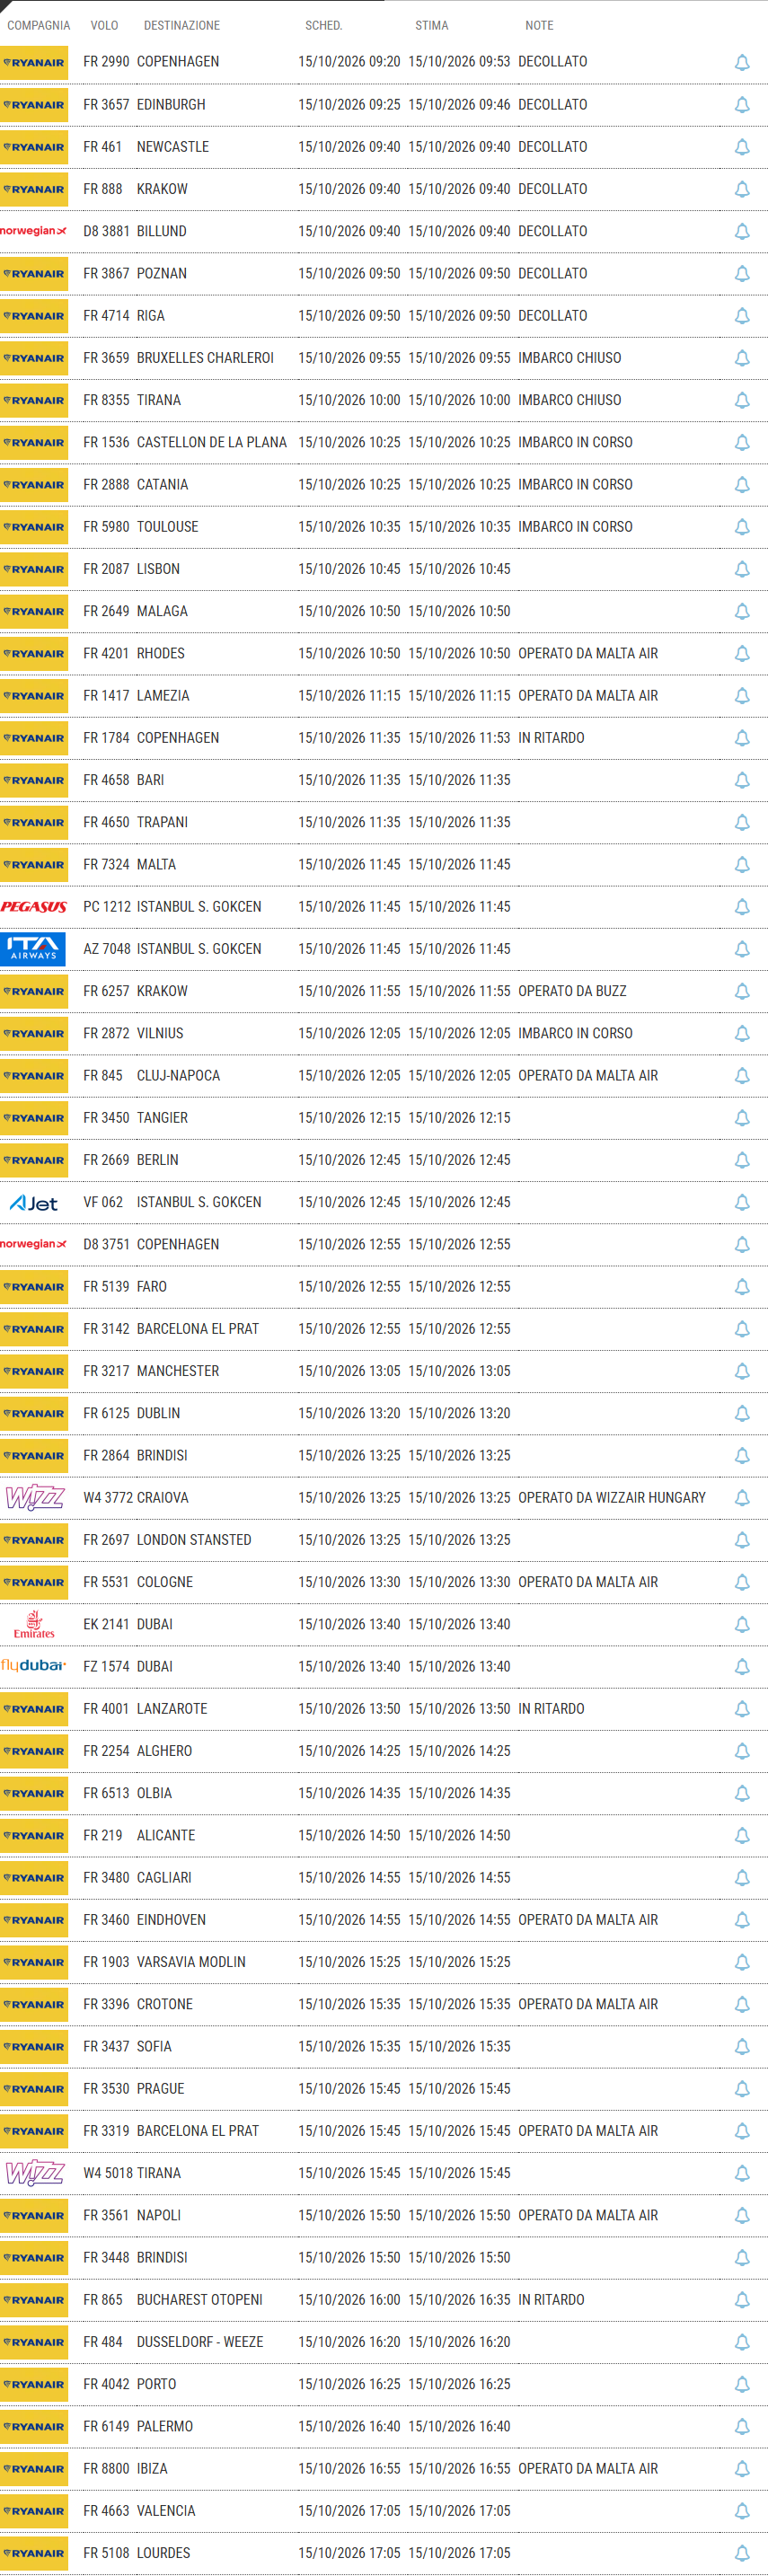 COMPAGNIA VOLO DESTINAZIONE SCHED. STIMA NOTE
RYANAIR FR 2990 COPENHAGEN 15/10/2026 09:20 15/10/2026 09:53 DECOLLATO
RYANAIR FR 3657 EDINBURGH 15/10/2026 09:25 15/10/2026 09:46 DECOLLATO
RYANAIR FR 461 NEWCASTLE 15/10/2026 09:40 15/10/2026 09:40 DECOLLATO
RYANAIR FR 888 KRAKOW 15/10/2026 09:40 15/10/2026 09:40 DECOLLATO
norwegian D8 3881 BILLUND 15/10/2026 09:40 15/10/2026 09:40 DECOLLATO
RYANAIR FR 3867 POZNAN 15/10/2026 09:50 15/10/2026 09:50 DECOLLATO
RYANAIR FR 4714 RIGA 15/10/2026 09:50 15/10/2026 09:50 DECOLLATO
RYANAIR FR 3659 BRUXELLES CHARLEROI 15/10/2026 09:55 15/10/2026 09:55 IMBARCO CHIUSO
RYANAIR FR 8355 TIRANA 15/10/2026 10:00 15/10/2026 10:00 IMBARCO CHIUSO
RYANAIR FR 1536 CASTELLON DE LA PLANA 15/10/2026 10:25 15/10/2026 10:25 IMBARCO IN CORSO
RYANAIR FR 2888 CATANIA 15/10/2026 10:25 15/10/2026 10:25 IMBARCO IN CORSO
RYANAIR FR 5980 TOULOUSE 15/10/2026 10:35 15/10/2026 10:35 IMBARCO IN CORSO
RYANAIR FR 2087 LISBON 15/10/2026 10:45 15/10/2026 10:45
RYANAIR FR 2649 MALAGA 15/10/2026 10:50 15/10/2026 10:50
RYANAIR FR 4201 RHODES 15/10/2026 10:50 15/10/2026 10:50 OPERATO DA MALTA AIR
RYANAIR FR 1417 LAMEZIA 15/10/2026 11:15 15/10/2026 11:15 OPERATO DA MALTA AIR
RYANAIR FR 1784 COPENHAGEN 15/10/2026 11:35 15/10/2026 11:53 IN RITARDO
RYANAIR FR 4658 BARI 15/10/2026 11:35 15/10/2026 11:35
RYANAIR FR 4650 TRAPANI 15/10/2026 11:35 15/10/2026 11:35
RYANAIR FR 7324 MALTA 15/10/2026 11:45 15/10/2026 11:45
PEGASUS PC 1212 ISTANBUL S. GOKCEN 15/10/2026 11:45 15/10/2026 11:45
ITA AIRWAYS AZ 7048 ISTANBUL S. GOKCEN 15/10/2026 11:45 15/10/2026 11:45
RYANAIR FR 6257 KRAKOW 15/10/2026 11:55 15/10/2026 11:55 OPERATO DA BUZZ
RYANAIR FR 2872 VILNIUS 15/10/2026 12:05 15/10/2026 12:05 IMBARCO IN CORSO
RYANAIR FR 845 CLUJ-NAPOCA 15/10/2026 12:05 15/10/2026 12:05 OPERATO DA MALTA AIR
RYANAIR FR 3450 TANGIER 15/10/2026 12:15 15/10/2026 12:15
RYANAIR FR 2669 BERLIN 15/10/2026 12:45 15/10/2026 12:45
AJet VF 062 ISTANBUL S. GOKCEN 15/10/2026 12:45 15/10/2026 12:45
norwegian D8 3751 COPENHAGEN 15/10/2026 12:55 15/10/2026 12:55
RYANAIR FR 5139 FARO 15/10/2026 12:55 15/10/2026 12:55
RYANAIR FR 3142 BARCELONA EL PRAT 15/10/2026 12:55 15/10/2026 12:55
RYANAIR FR 3217 MANCHESTER 15/10/2026 13:05 15/10/2026 13:05
RYANAIR FR 6125 DUBLIN 15/10/2026 13:20 15/10/2026 13:20
RYANAIR FR 2864 BRINDISI 15/10/2026 13:25 15/10/2026 13:25
WIZZ W4 3772 CRAIOVA 15/10/2026 13:25 15/10/2026 13:25 OPERATO DA WIZZAIR HUNGARY
RYANAIR FR 2697 LONDON STANSTED 15/10/2026 13:25 15/10/2026 13:25
RYANAIR FR 5531 COLOGNE 15/10/2026 13:30 15/10/2026 13:30 OPERATO DA MALTA AIR
Emirates EK 2141 DUBAI 15/10/2026 13:40 15/10/2026 13:40
flydubai FZ 1574 DUBAI 15/10/2026 13:40 15/10/2026 13:40
RYANAIR FR 4001 LANZAROTE 15/10/2026 13:50 15/10/2026 13:50 IN RITARDO
RYANAIR FR 2254 ALGHERO 15/10/2026 14:25 15/10/2026 14:25
RYANAIR FR 6513 OLBIA 15/10/2026 14:35 15/10/2026 14:35
RYANAIR FR 219 ALICANTE 15/10/2026 14:50 15/10/2026 14:50
RYANAIR FR 3480 CAGLIARI 15/10/2026 14:55 15/10/2026 14:55
RYANAIR FR 3460 EINDHOVEN 15/10/2026 14:55 15/10/2026 14:55 OPERATO DA MALTA AIR
RYANAIR FR 1903 VARSAVIA MODLIN 15/10/2026 15:25 15/10/2026 15:25
RYANAIR FR 3396 CROTONE 15/10/2026 15:35 15/10/2026 15:35 OPERATO DA MALTA AIR
RYANAIR FR 3437 SOFIA 15/10/2026 15:35 15/10/2026 15:35
RYANAIR FR 3530 PRAGUE 15/10/2026 15:45 15/10/2026 15:45
RYANAIR FR 3319 BARCELONA EL PRAT 15/10/2026 15:45 15/10/2026 15:45 OPERATO DA MALTA AIR
WIZZ W4 5018 TIRANA 15/10/2026 15:45 15/10/2026 15:45
RYANAIR FR 3561 NAPOLI 15/10/2026 15:50 15/10/2026 15:50 OPERATO DA MALTA AIR
RYANAIR FR 3448 BRINDISI 15/10/2026 15:50 15/10/2026 15:50
RYANAIR FR 865 BUCHAREST OTOPENI 15/10/2026 16:00 15/10/2026 16:35 IN RITARDO
RYANAIR FR 484 DUSSELDORF - WEEZE 15/10/2026 16:20 15/10/2026 16:20
RYANAIR FR 4042 PORTO 15/10/2026 16:25 15/10/2026 16:25
RYANAIR FR 6149 PALERMO 15/10/2026 16:40 15/10/2026 16:40
RYANAIR FR 8800 IBIZA 15/10/2026 16:55 15/10/2026 16:55 OPERATO DA MALTA AIR
RYANAIR FR 4663 VALENCIA 15/10/2026 17:05 15/10/2026 17:05
RYANAIR FR 5108 LOURDES 15/10/2026 17:05 15/10/2026 17:05